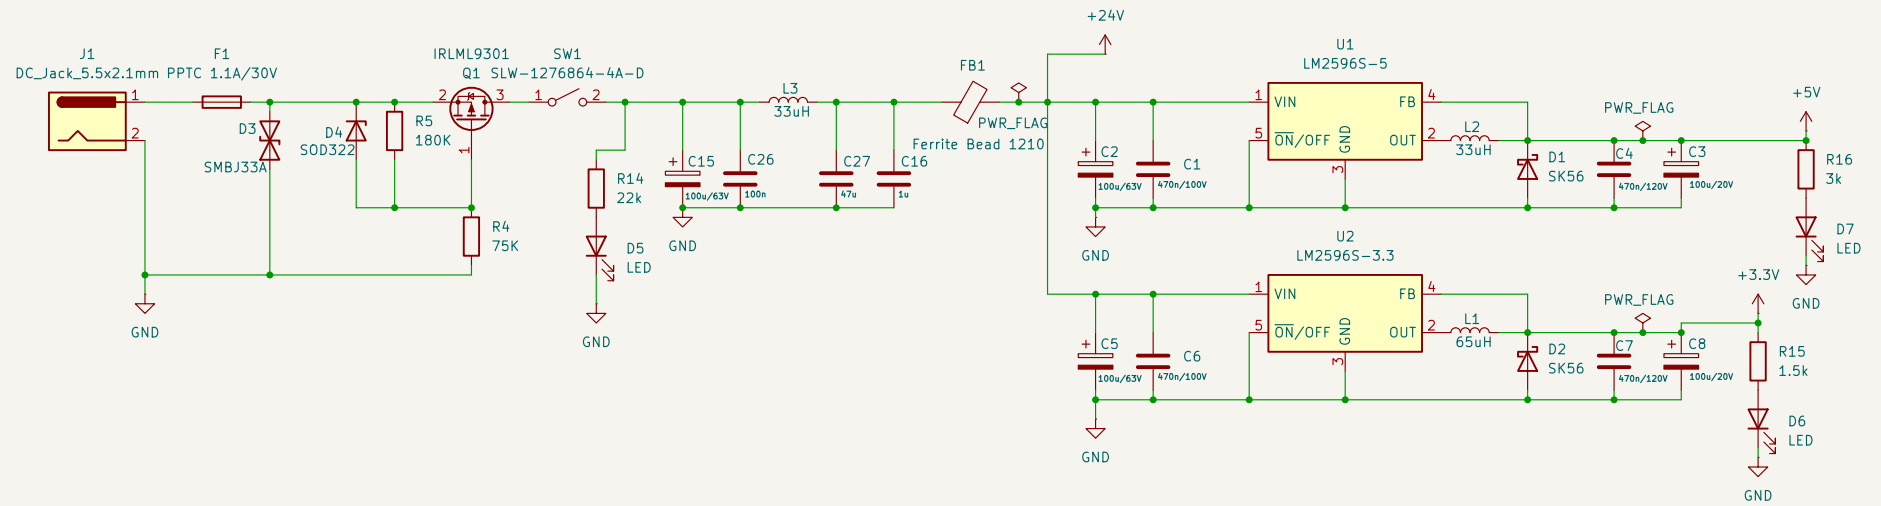 J1
DC_Jack_5.5x2.1mm
1
2
GND
F1
PPTC 1.1A/30V
D3
SMBJ33A
D4
SOD322
R5
180K
IRLML9301
Q1
2
3
1
R4
75K
SW1
SLW-1276864-4A-D
1
2
R14
22k
D5
LED
GND
+
C15
100u/63V
GND
C26
100n
L3
33uH
C27
47u
C16
1u
FB1
Ferrite Bead 1210
PWR_FLAG
+24V
+
C2
100u/63V
GND
C1
470n/100V
U1
LM2596S-5
1
VIN
5
ON/OFF
GND
3
FB
4
OUT
2
L2
33uH
D1
SK56
PWR_FLAG
C4
470n/120V
+
C3
100u/20V
+5V
R16
3k
D7
LED
GND
+
C5
100u/63V
GND
C6
470n/100V
U2
LM2596S-3.3
1
VIN
5
ON/OFF
GND
3
FB
4
OUT
2
L1
65uH
D2
SK56
PWR_FLAG
C7
470n/120V
+
C8
100u/20V
+3.3V
R15
1.5k
D6
LED
GND